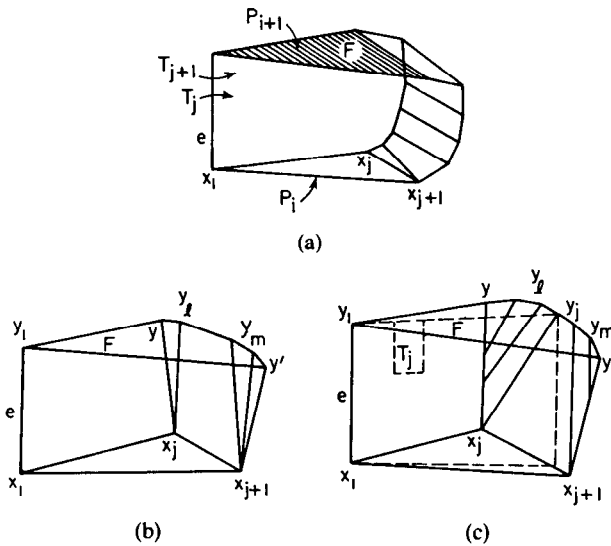 P_{i+1}
F
T_{j+1}
T_j
e
x_1
x_j
P_i
x_{j+1}
(a)
y_1
y
y_ℓ
y_m
F
y'
e
x_j
x_1
x_{j+1}
(b)
y
y_ℓ
y_j
y_1
F
y_m
T_j
y'
e
x_j
x_1
x_{j+1}
(c)